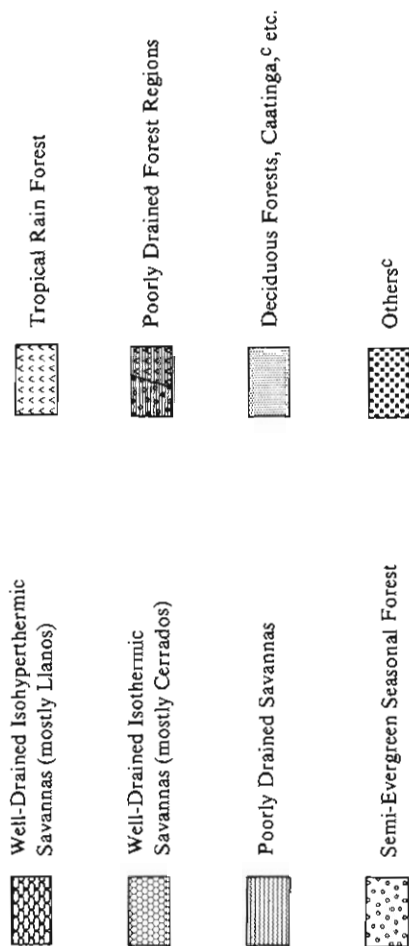 Well-Drained Isohyperthermic
Savannas (mostly Llanos)
Well-Drained Isothermic
Savannas (mostly Cerrados)
Poorly Drained Savannas
Semi-Evergreen Seasonal Forest
Tropical Rain Forest
Poorly Drained Forest Regions
Deciduous Forests, Caatinga,ᶜ etc.
Othersᶜ